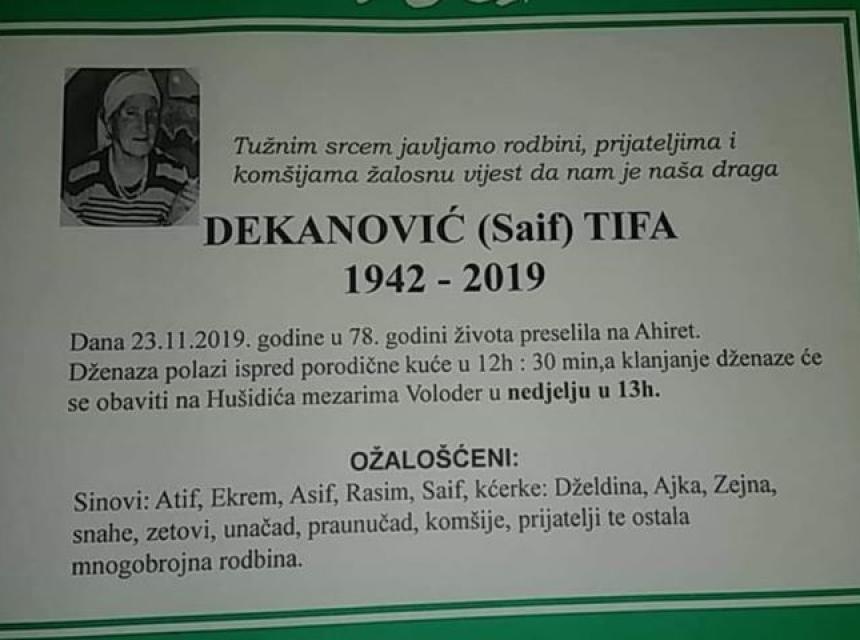 Tužnim srcem javljamo rodbini, prijateljima i
komšijama žalosnu vijest da nam je naša draga
DEKANOVIĆ (Saif) TIFA
1942 - 2019
Dana 23.11.2019. godine u 78. godini života preselila na Ahiret.
Dženaza polazi ispred porodične kuće u 12h : 30 min,a klanjanje dženaze će
se obaviti na Hušidića mezarima Voloder u nedjelju u 13h.
OŽALOŠĆENI:
Sinovi: Atif, Ekrem, Asif, Rasim, Saif, kćerke: Dželdina, Ajka, Zejna,
snahe, zetovi, unačad, praunučad, komšije, prijatelji te ostala
mnogobrojna rodbina.